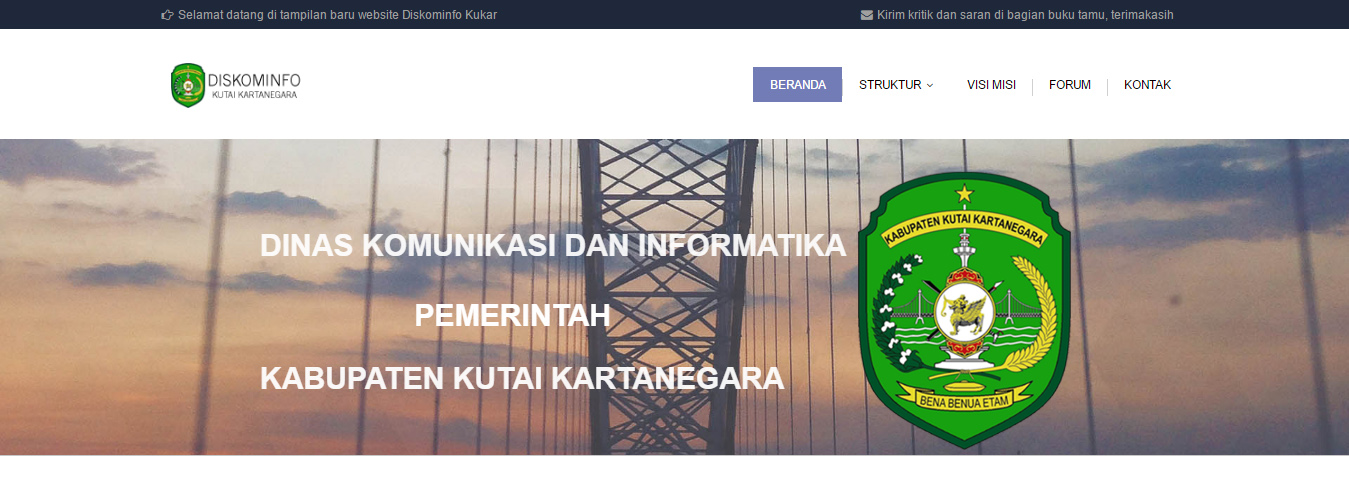 Selamat datang di tampilan baru website Diskominfo Kukar
Kirim kritik dan saran di bagian buku tamu, terimakasih
DISKOMINFO
KUTAI KARTANEGARA
BERANDA
STRUKTUR
VISI MISI
FORUM
KONTAK
DINAS KOMUNIKASI DAN INFORMATIKA
PEMERINTAH
KABUPATEN KUTAI KARTANEGARA
KABUPATEN KUTAI KARTANEGARA
BENA BENUA ETAM